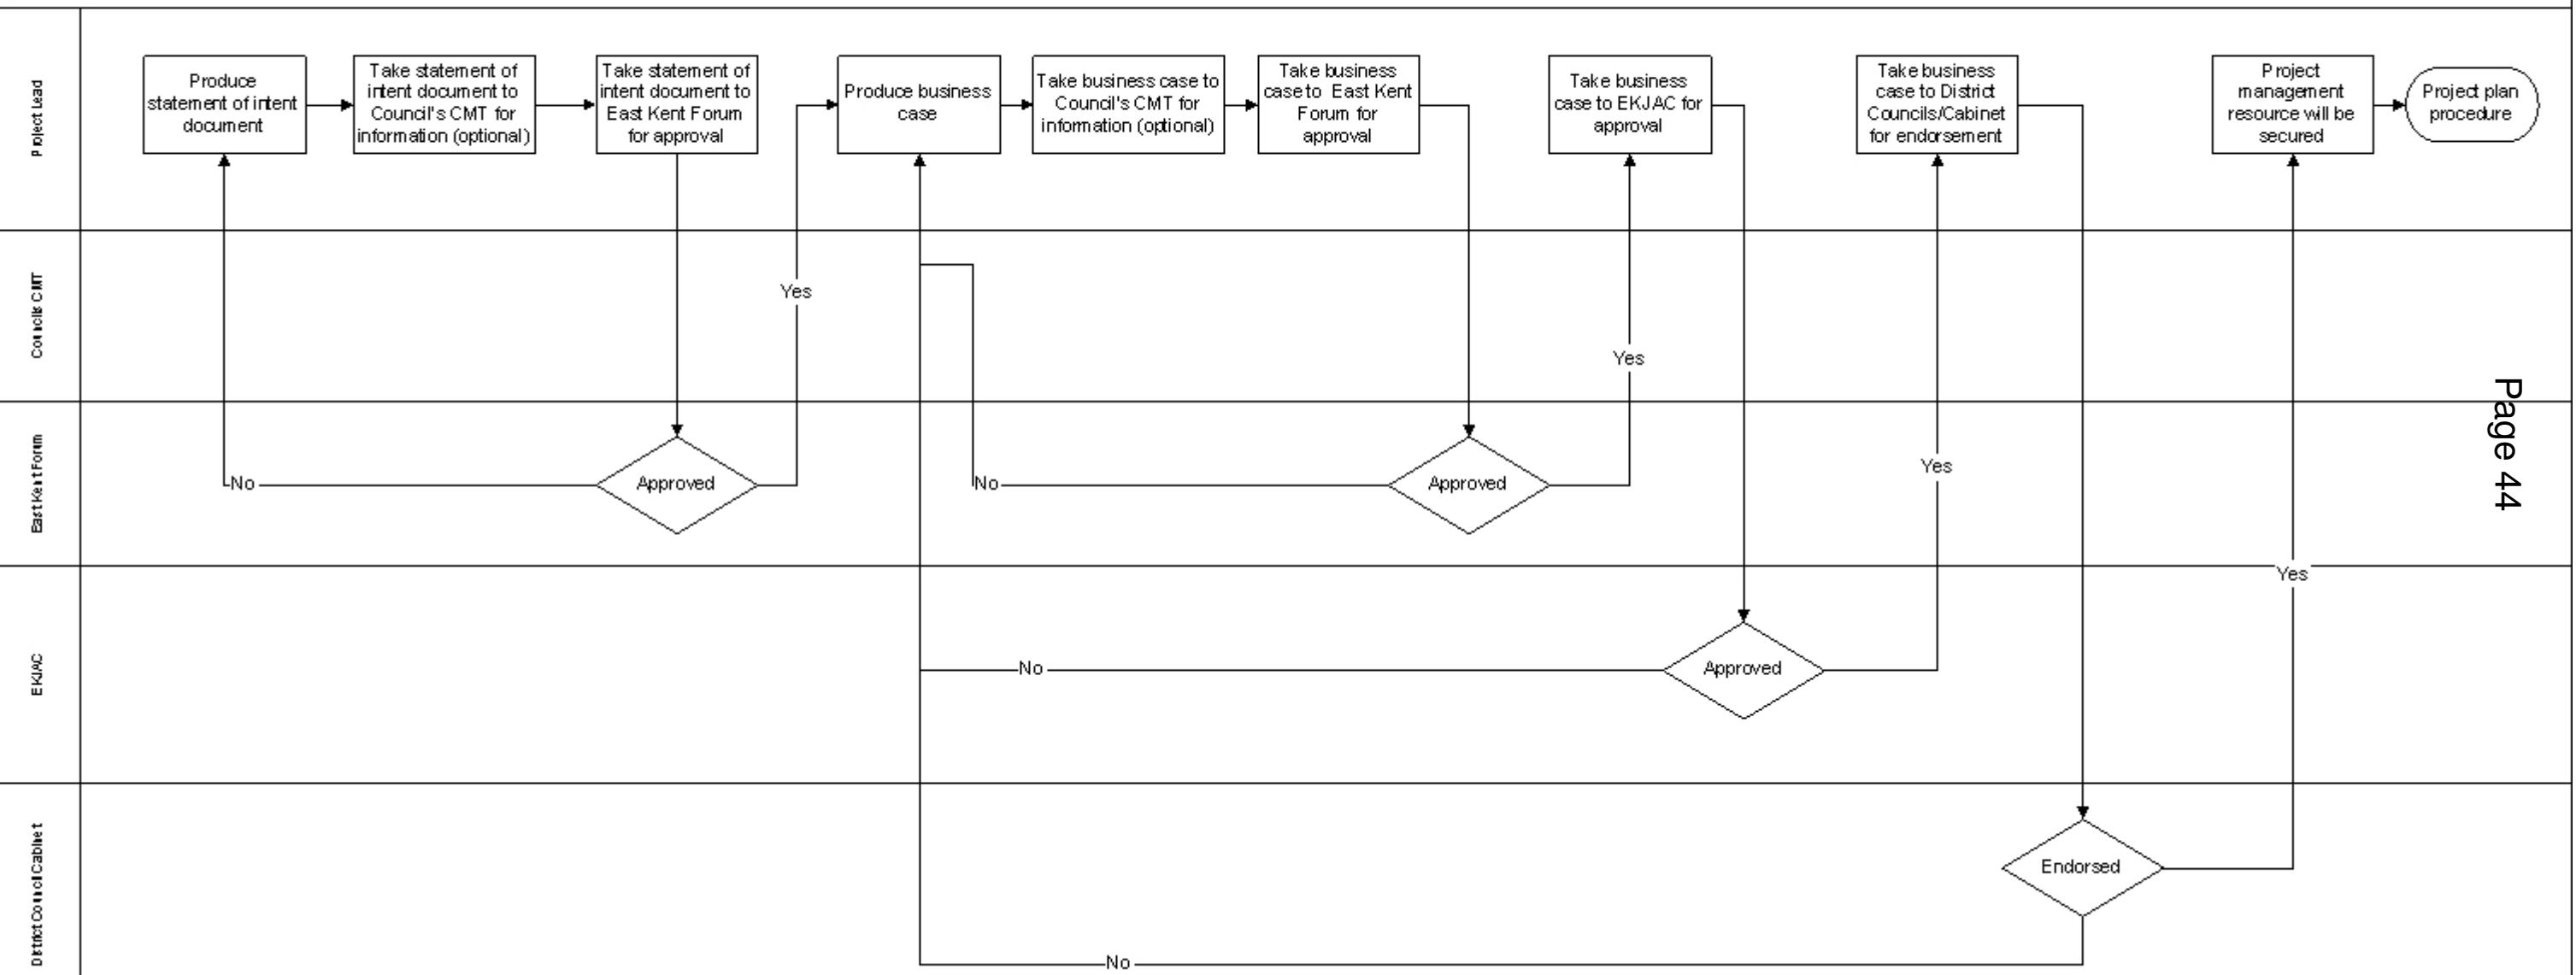 Project Lead
Produce
statement of intent
document
Take statement of
intent document to
Council's CMT for
information (optional)
Take statement of
intent document to
East Kent Forum
for approval
Produce business
case
Take business case to
Council's CMT for
information (optional)
Take business
case to East Kent
Forum for
approval
Take business
case to EKJAC for
approval
Take business
case to District
Councils/Cabinet
for endorsement
Project
management
resource will be
secured
Project plan
procedure
Councils CMT
Yes
Yes
East Kent Forum
No
Approved
No
Approved
Yes
Page 44
EKJAC
No
Approved
Yes
District Council Cabinet
Endorsed
No